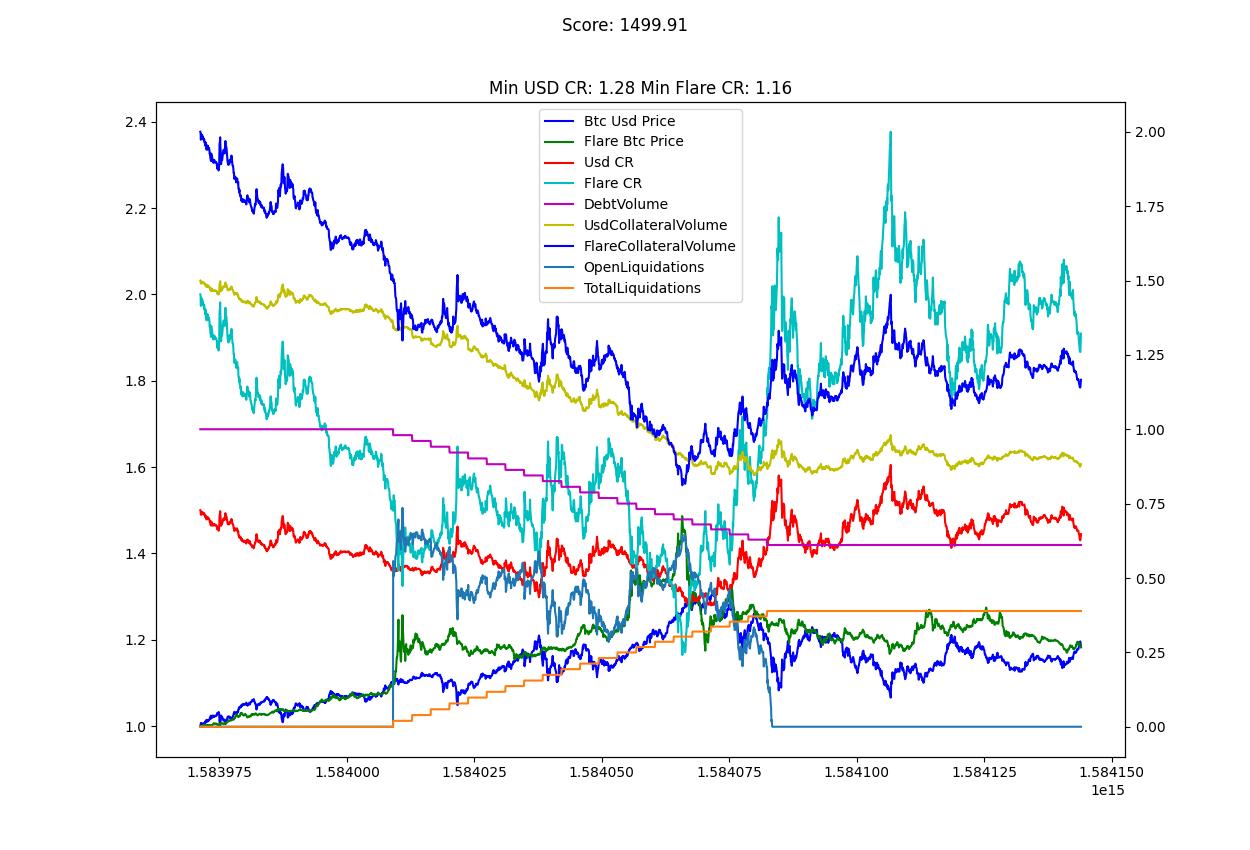 Score: 1499.91
Min USD CR: 1.28 Min Flare CR: 1.16
2.4
2.2
2.0
1.8
1.6
1.4
1.2
1.0
Btc Usd Price
Flare Btc Price
Usd CR
Flare CR
DebtVolume
UsdCollateralVolume
FlareCollateralVolume
OpenLiquidations
TotalLiquidations
2.00
1.75
1.50
1.25
1.00
0.75
0.50
0.25
0.00
1.583975 1.584000 1.584025 1.584050 1.584075 1.584100 1.584125 1.584150
1e15